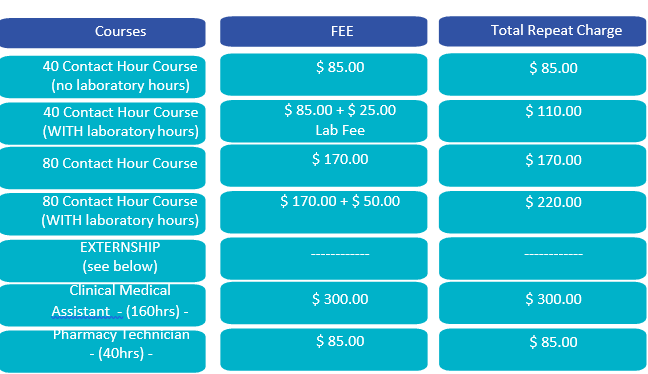 Courses FEE Total Repeat Charge
40 Contact Hour Course
(no laboratory hours)
$ 85.00
$ 85.00
40 Contact Hour Course
(WITH laboratory hours)
$ 85.00 + $ 25.00
Lab Fee
$ 110.00
80 Contact Hour Course
$ 170.00
$ 170.00
80 Contact Hour Course
(WITH laboratory hours)
$ 170.00 + $ 50.00
$ 220.00
EXTERNSHIP
(see below)
------------
------------
Clinical Medical
Assistant - (160hrs) -
$ 300.00
$ 300.00
Pharmacy Technician
- (40hrs) -
$ 85.00
$ 85.00